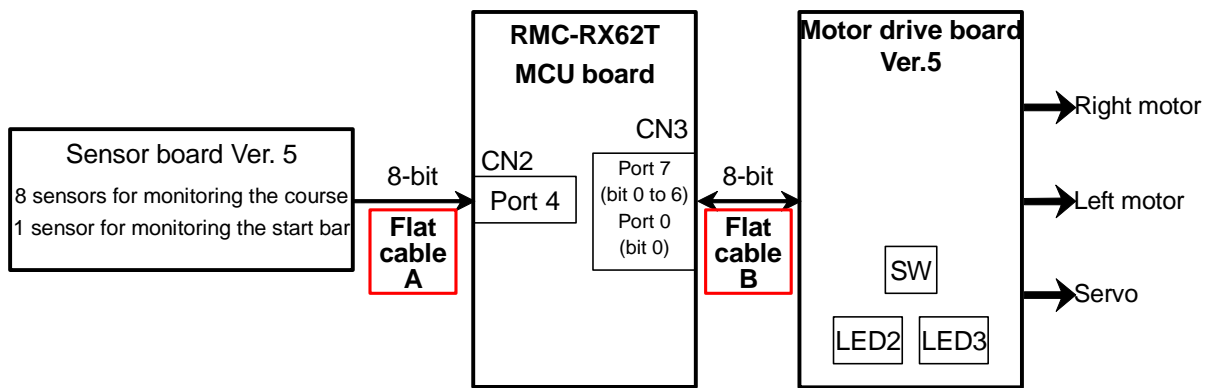 Sensor board Ver. 5
8 sensors for monitoring the course
1 sensor for monitoring the start bar
8-bit
Flat
cable
A
RMC-RX62T
MCU board
CN2
Port 4
CN3
Port 7
(bit 0 to 6)
Port 0
(bit 0)
8-bit
Flat
cable
B
Motor drive board
Ver.5
SW
LED2
LED3
Right motor
Left motor
Servo